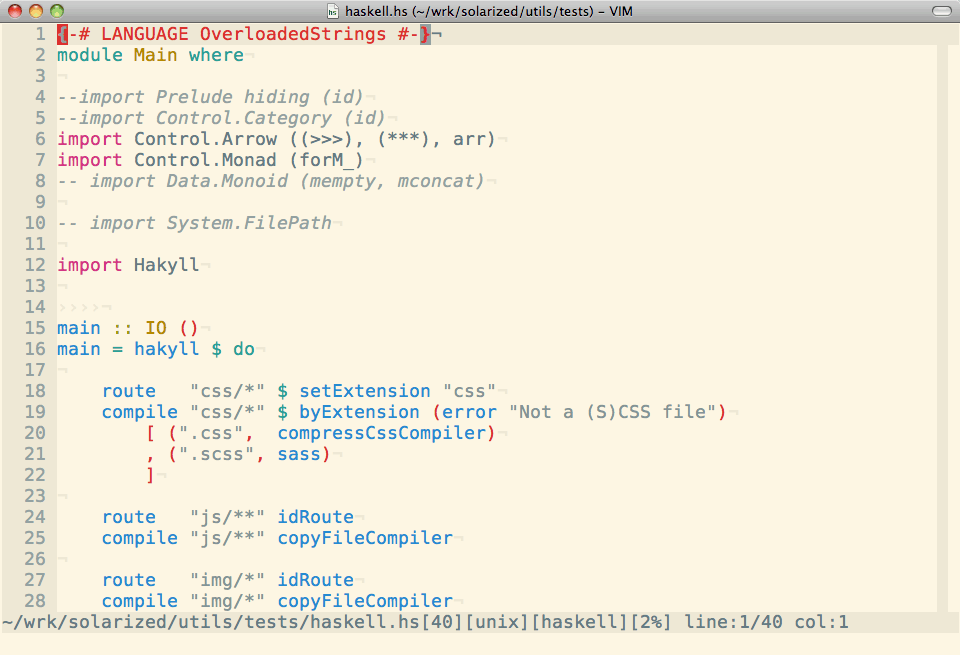 haskell.hs (~/wrk/solarized/utils/tests) – VIM
1 {-# LANGUAGE OverloadedStrings #-}¬
2 module Main where¬
3 ¬
4 --import Prelude hiding (id)¬
5 --import Control.Category (id)¬
6 import Control.Arrow ((>>>), (***), arr)¬
7 import Control.Monad (forM_)¬
8 -- import Data.Monoid (mempty, mconcat)¬
9 ¬
10 -- import System.FilePath¬
11 ¬
12 import Hakyll¬
13 ¬
14 ››››¬
15 main :: IO ()¬
16 main = hakyll $ do¬
17 ¬
18     route   "css/*" $ setExtension "css"¬
19     compile "css/*" $ byExtension (error "Not a (S)CSS file")¬
20         [ (".css",  compressCssCompiler)¬
21         , (".scss", sass)¬
22         ]¬
23 ¬
24     route   "js/**" idRoute¬
25     compile "js/**" copyFileCompiler¬
26 ¬
27     route   "img/*" idRoute¬
28     compile "img/*" copyFileCompiler¬
~/wrk/solarized/utils/tests/haskell.hs[40][unix][haskell][2%] line:1/40 col:1